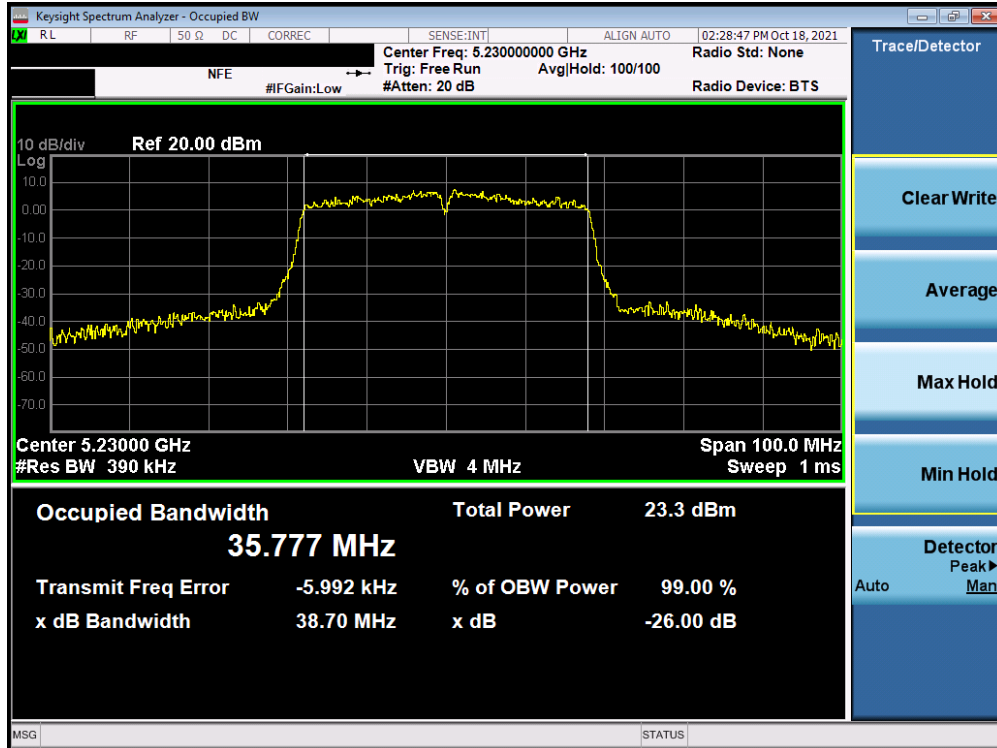 Keysight Spectrum Analyzer - Occupied BW
LXI RL RF 50 Ω DC CORREC SENSE:INT ALIGN AUTO 02:28:47 PM Oct 18, 2021
Center Freq: 5.230000000 GHz Radio Std: None
NFE Trig: Free Run Avg|Hold: 100/100
#IFGain:Low #Atten: 20 dB Radio Device: BTS
Trace/Detector
10 dB/div Ref 20.00 dBm
Log
10.0
0.00
-10.0
-20.0
-30.0
-40.0
-50.0
-60.0
-70.0
Center 5.23000 GHz Span 100.0 MHz
#Res BW 390 kHz VBW 4 MHz Sweep 1 ms
Occupied Bandwidth Total Power 23.3 dBm
35.777 MHz
Transmit Freq Error -5.992 kHz % of OBW Power 99.00 %
x dB Bandwidth 38.70 MHz x dB -26.00 dB
Clear Write
Average
Max Hold
Min Hold
Detector
Peak▶
Auto Man
MSG STATUS